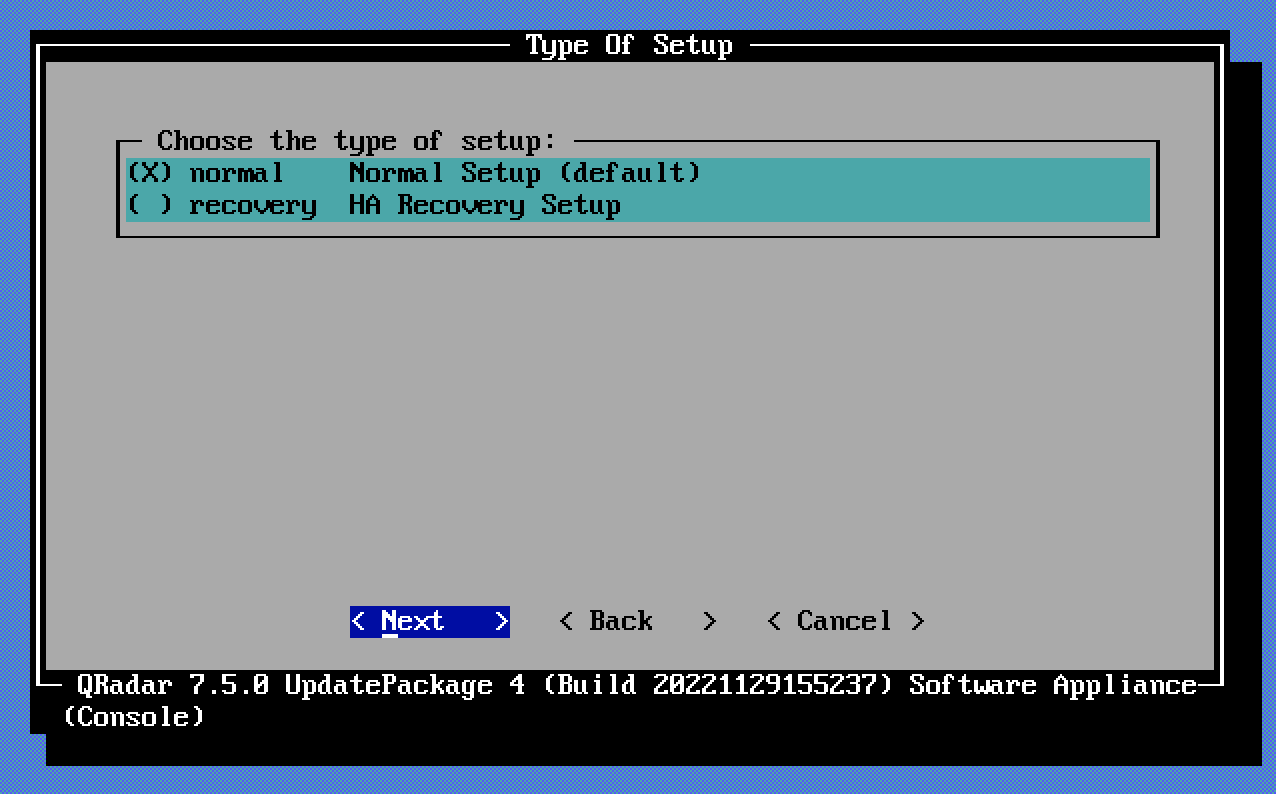 Type Of Setup
Choose the type of setup:
(X) normal    Normal Setup (default)
( ) recovery  HA Recovery Setup
< Next   >   < Back   >   < Cancel >
QRadar 7.5.0 UpdatePackage 4 (Build 20221129155237) Software Appliance
(Console)